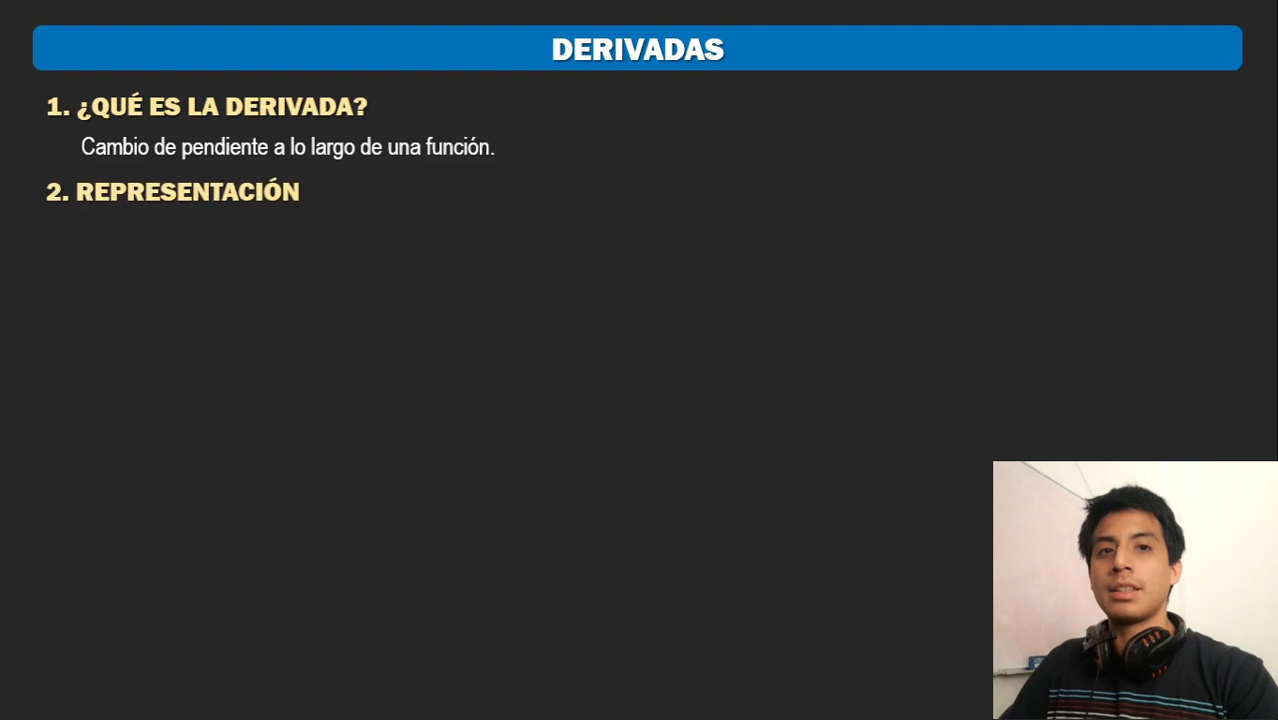 DERIVADAS
1. ¿QUÉ ES LA DERIVADA?
Cambio de pendiente a lo largo de una función.
2. REPRESENTACIÓN